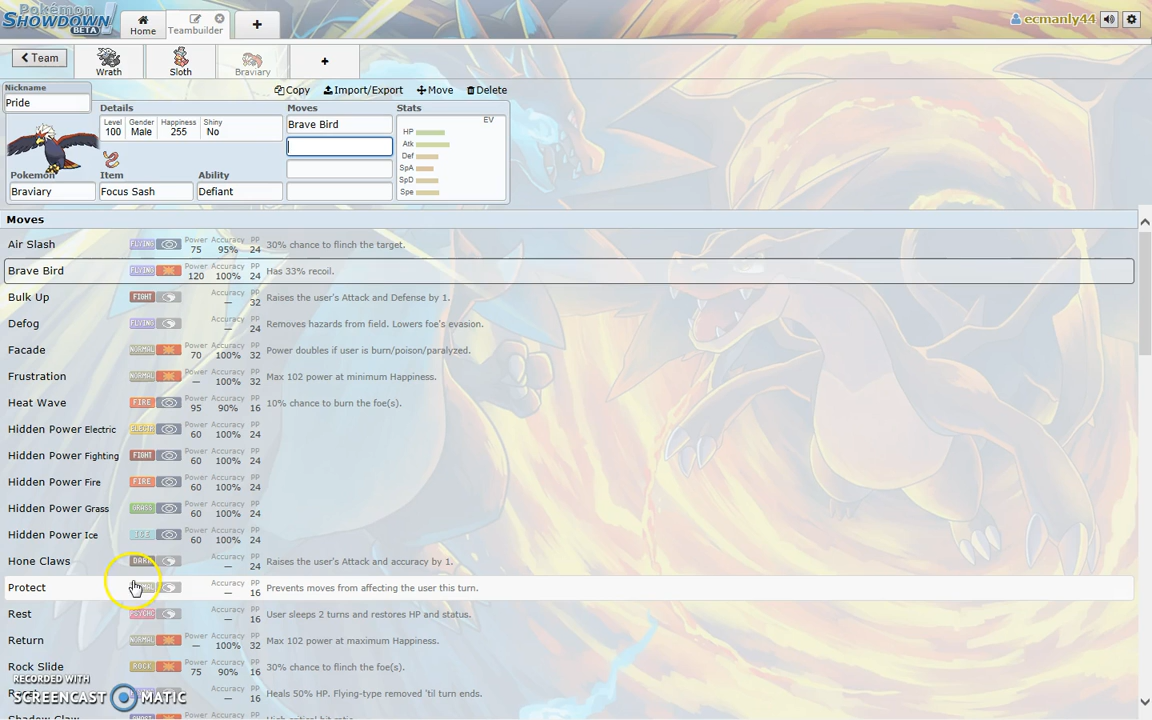 Pokémon
SHOWDOWN!
BETA
Home
Teambuilder
+
ecmanly44
< Team
Wrath
Sloth
Braviary
+
Nickname
Pride
Copy
Import/Export
Move
Delete
Details
Moves
Stats
Level
Gender
Happiness
Shiny
100
Male
255
No
Brave Bird
EV
HP
Atk
Def
SpA
SpD
Spe
Pokemon
Item
Ability
Braviary
Focus Sash
Defiant
Moves
Air Slash FLYING Power 75 Accuracy 95% PP 24 30% chance to flinch the target.
Brave Bird FLYING Power 120 Accuracy 100% PP 24 Has 33% recoil.
Bulk Up FIGHT Accuracy — PP 32 Raises the user's Attack and Defense by 1.
Defog FLYING Accuracy — PP 24 Removes hazards from field. Lowers foe's evasion.
Facade NORMAL Power 70 Accuracy 100% PP 32 Power doubles if user is burn/poison/paralyzed.
Frustration NORMAL Power — Accuracy 100% PP 32 Max 102 power at minimum Happiness.
Heat Wave FIRE Power 95 Accuracy 90% PP 16 10% chance to burn the foe(s).
Hidden Power Electric ELECTR Power 60 Accuracy 100% PP 24
Hidden Power Fighting FIGHT Power 60 Accuracy 100% PP 24
Hidden Power Fire FIRE Power 60 Accuracy 100% PP 24
Hidden Power Grass GRASS Power 60 Accuracy 100% PP 24
Hidden Power Ice ICE Power 60 Accuracy 100% PP 24
Hone Claws DARK Accuracy — PP 24 Raises the user's Attack and accuracy by 1.
Protect Accuracy — PP 16 Prevents moves from affecting the user this turn.
Rest PSYCHC Accuracy — PP 16 User sleeps 2 turns and restores HP and status.
Return NORMAL Power — Accuracy 100% PP 32 Max 102 power at maximum Happiness.
Rock Slide ROCK Power 75 Accuracy 90% PP 16 30% chance to flinch the foe(s).
Accuracy — PP 16 Heals 50% HP. Flying-type removed 'til turn ends.
RECORDED WITH
SCREENCAST MATIC